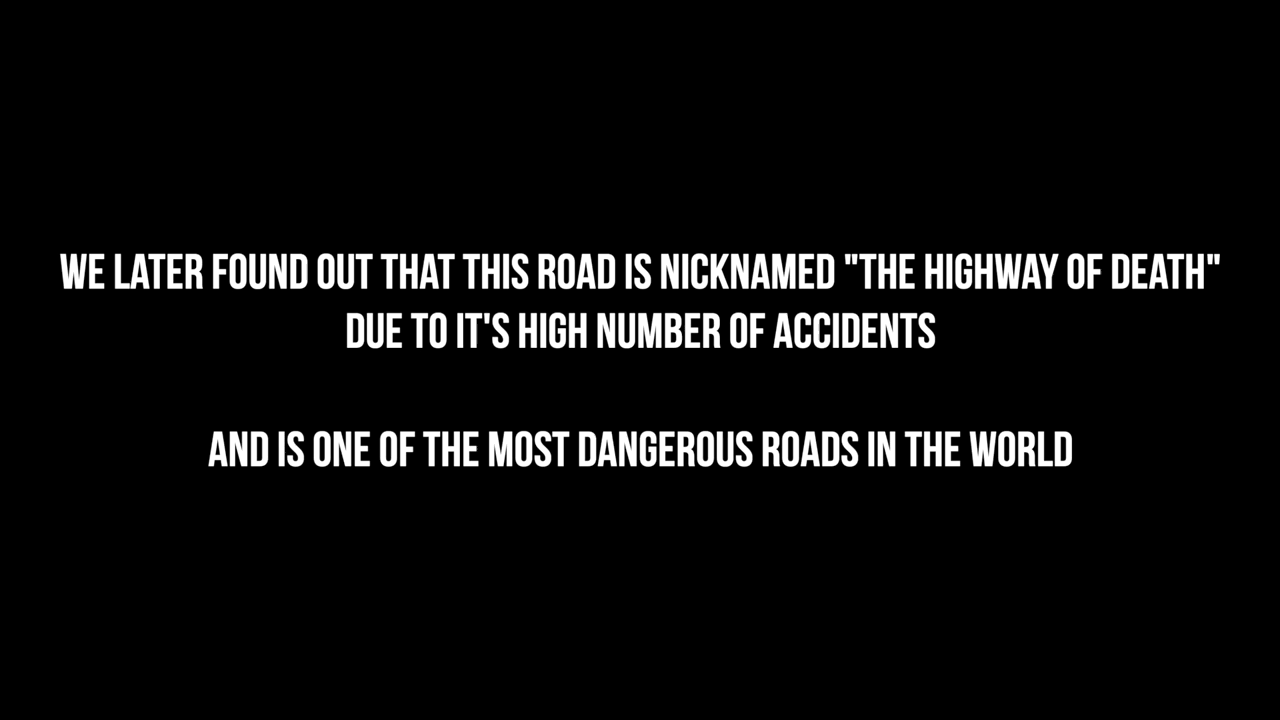 WE LATER FOUND OUT THAT THIS ROAD IS NICKNAMED "THE HIGHWAY OF DEATH"
DUE TO IT'S HIGH NUMBER OF ACCIDENTS
AND IS ONE OF THE MOST DANGEROUS ROADS IN THE WORLD